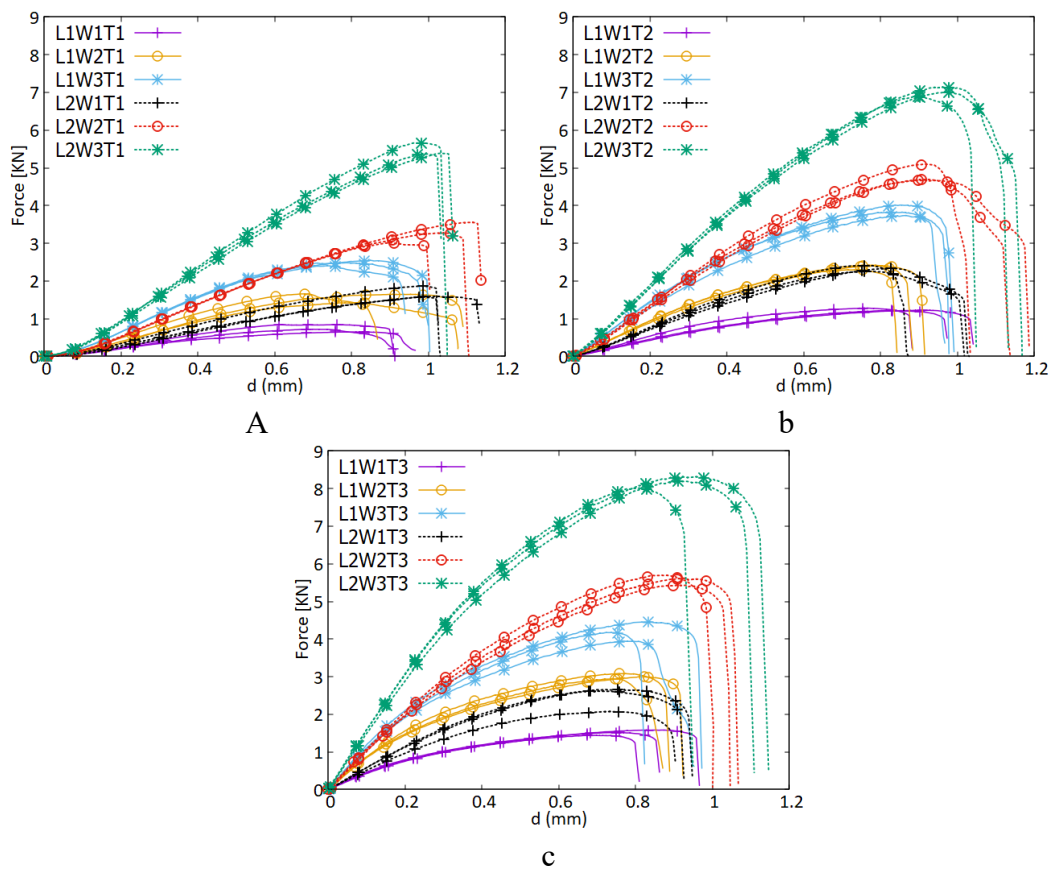 9
8
7
6
5
4
3
2
1
0
Force [KN]
L1W1T1
L1W2T1
L1W3T1
L2W1T1
L2W2T1
L2W3T1
0 0.2 0.4 0.6 0.8 1 1.2
d (mm)
A
9
8
7
6
5
4
3
2
1
0
Force [KN]
L1W1T2
L1W2T2
L1W3T2
L2W1T2
L2W2T2
L2W3T2
0 0.2 0.4 0.6 0.8 1 1.2
d (mm)
b
9
8
7
6
5
4
3
2
1
0
Force [KN]
L1W1T3
L1W2T3
L1W3T3
L2W1T3
L2W2T3
L2W3T3
0 0.2 0.4 0.6 0.8 1 1.2
d (mm)
c